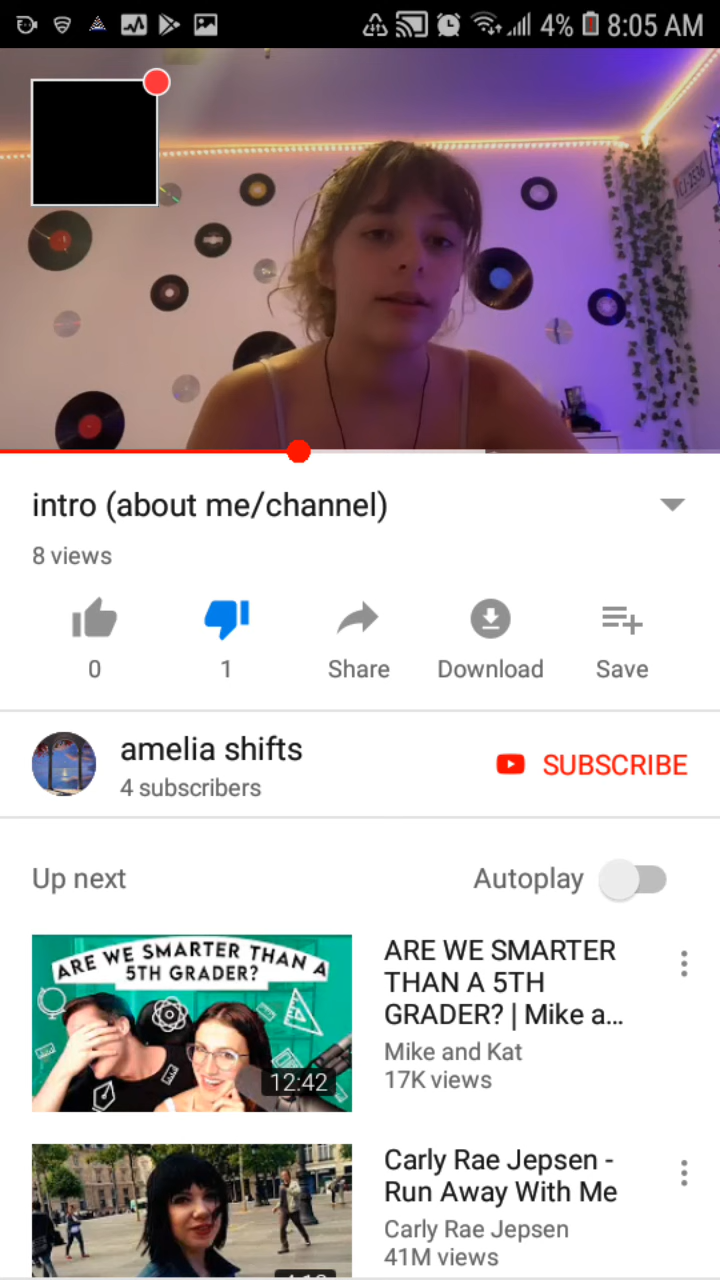 4% 8:05 AM
intro (about me/channel)
8 views
0 1 Share Download Save
amelia shifts
4 subscribers
SUBSCRIBE
Up next Autoplay
ARE WE SMARTER THAN A
5TH GRADER?
12:42
ARE WE SMARTER
THAN A 5TH
GRADER? | Mike a...
Mike and Kat
17K views
Carly Rae Jepsen -
Run Away With Me
Carly Rae Jepsen
41M views